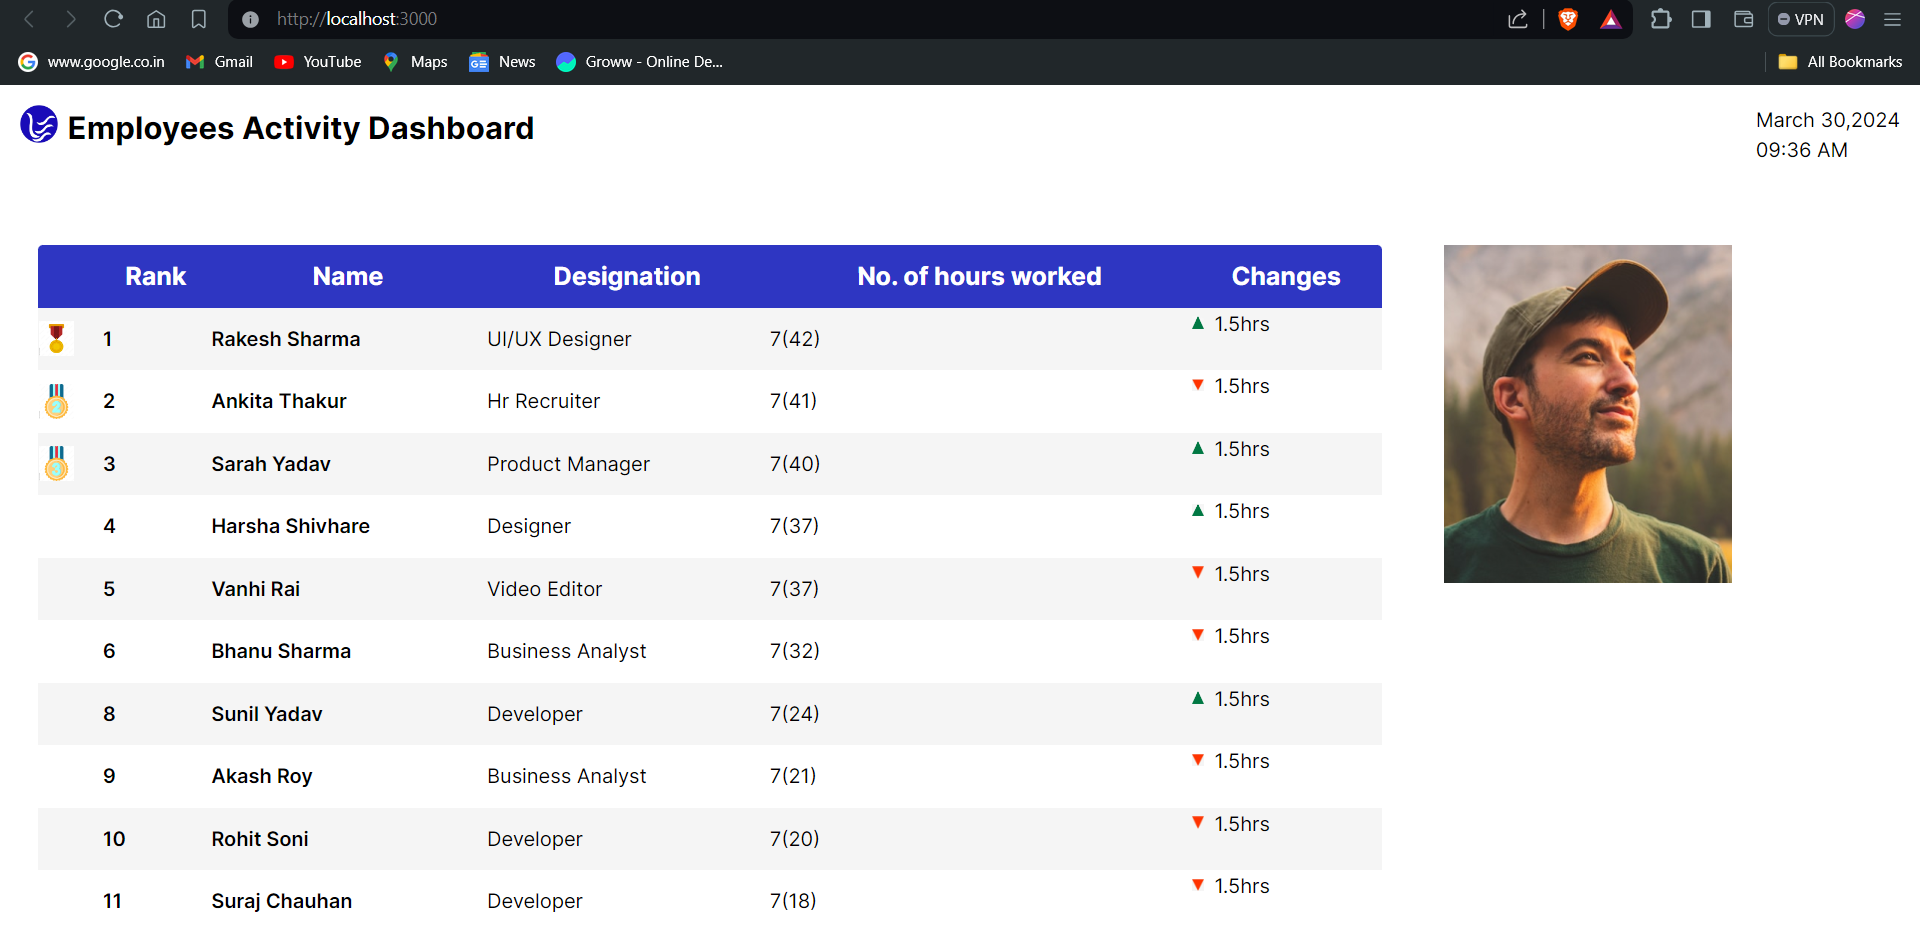 http://localhost:3000
VPN
www.google.co.in Gmail YouTube Maps News Groww - Online De... All Bookmarks
Employees Activity Dashboard
March 30,2024
09:36 AM
Rank Name Designation No. of hours worked Changes
1 Rakesh Sharma UI/UX Designer 7(42) ▲ 1.5hrs
2 2 Ankita Thakur Hr Recruiter 7(41) ▼ 1.5hrs
3 3 Sarah Yadav Product Manager 7(40) ▲ 1.5hrs
4 Harsha Shivhare Designer 7(37) ▲ 1.5hrs
5 Vanhi Rai Video Editor 7(37) ▼ 1.5hrs
6 Bhanu Sharma Business Analyst 7(32) ▼ 1.5hrs
8 Sunil Yadav Developer 7(24) ▲ 1.5hrs
9 Akash Roy Business Analyst 7(21) ▼ 1.5hrs
10 Rohit Soni Developer 7(20) ▼ 1.5hrs
11 Suraj Chauhan Developer 7(18) ▼ 1.5hrs